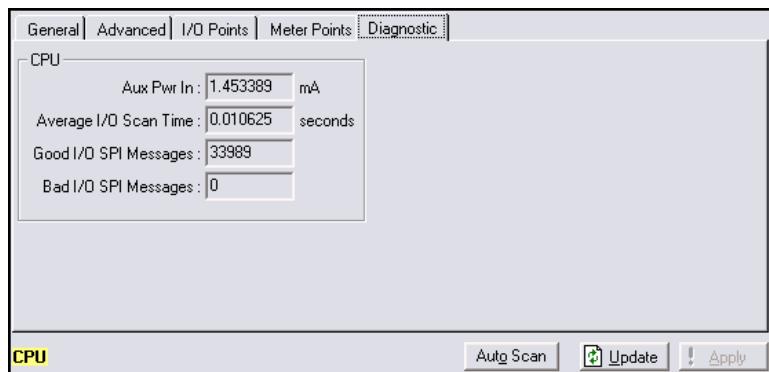 General Advanced I/O Points Meter Points Diagnostic
CPU
Aux Pwr In : 1.453389 mA
Average I/O Scan Time : 0.010625 seconds
Good I/O SPI Messages : 33989
Bad I/O SPI Messages : 0
CPU Auto Scan Update ! Apply